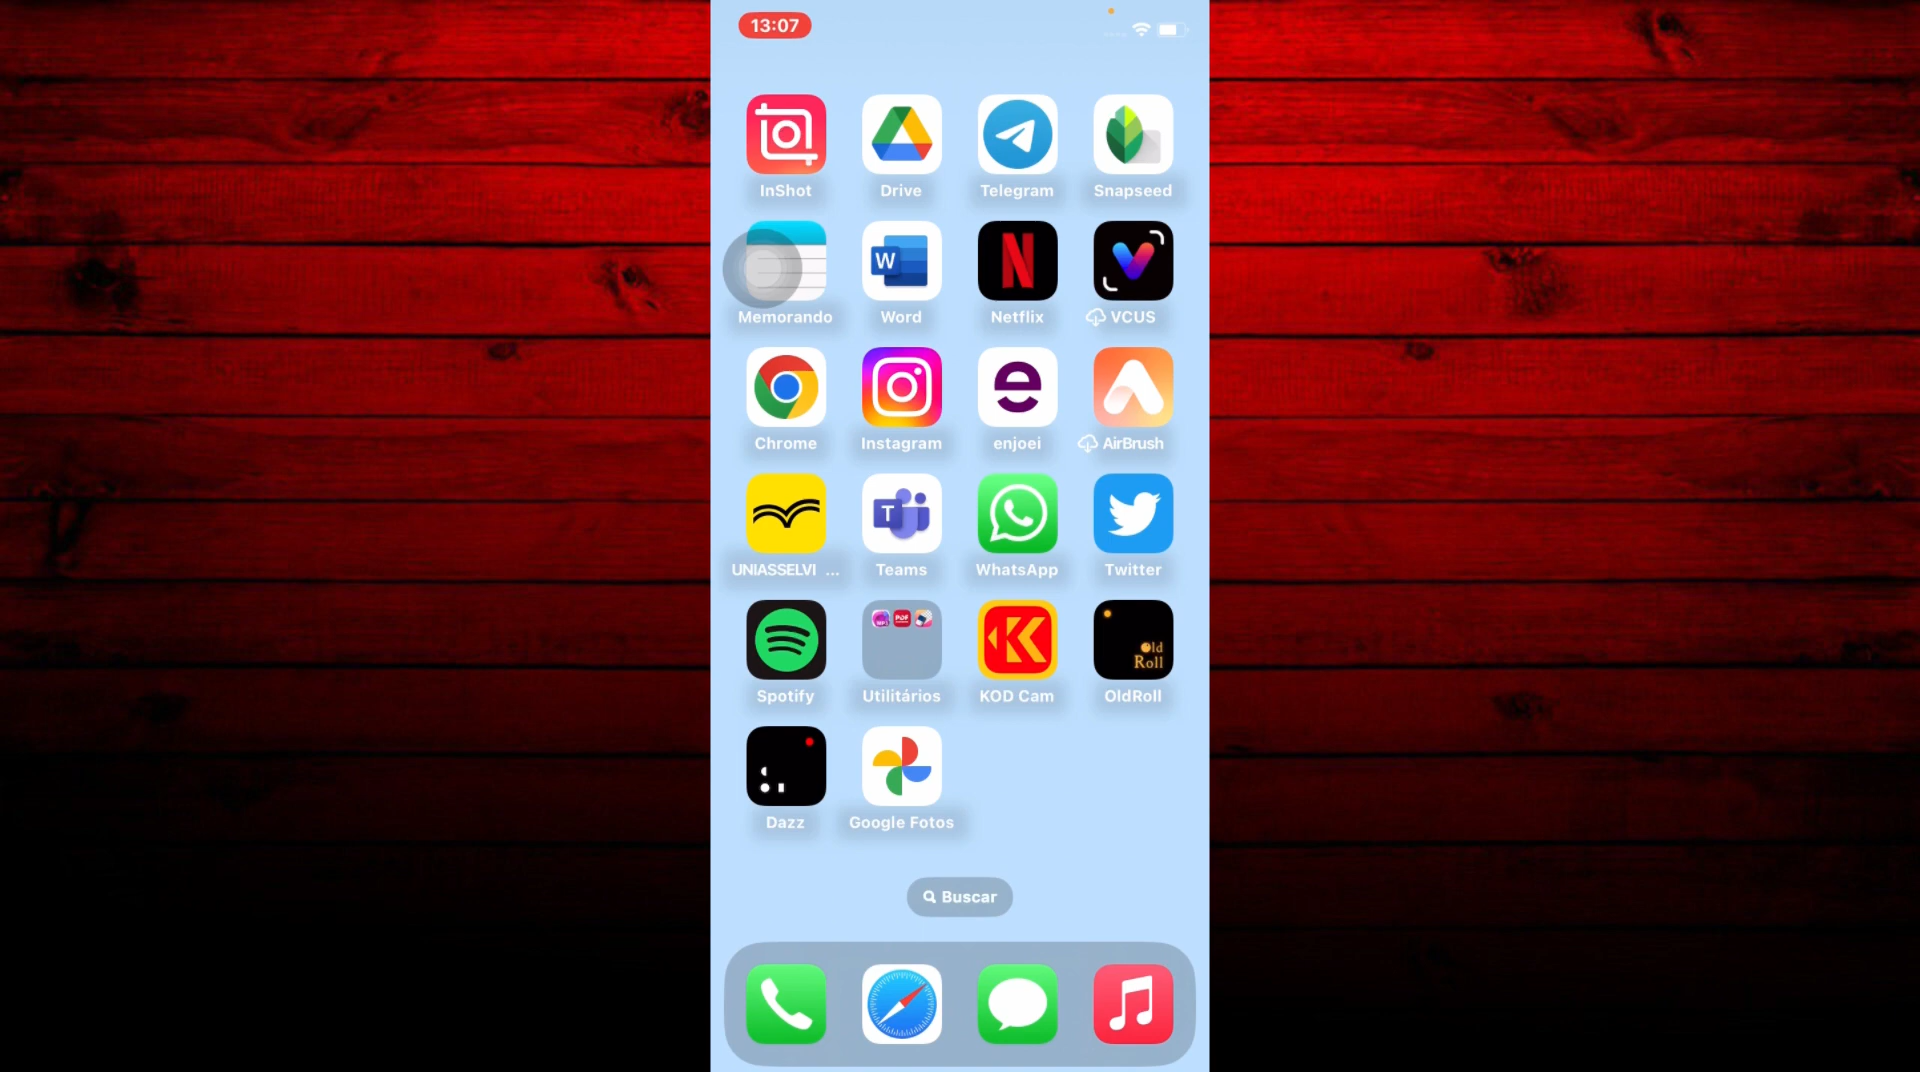 13:07
InShot
Drive
Telegram
Snapseed
Memorando
W
Word
N
Netflix
VCUS
Chrome
Instagram
e
enjoei
AirBrush
UNIASSELVI ...
T
Teams
WhatsApp
Twitter
Spotify
PDF
Utilitários
K
KOD Cam
Old
Roll
OldRoll
Dazz
Google Fotos
Buscar